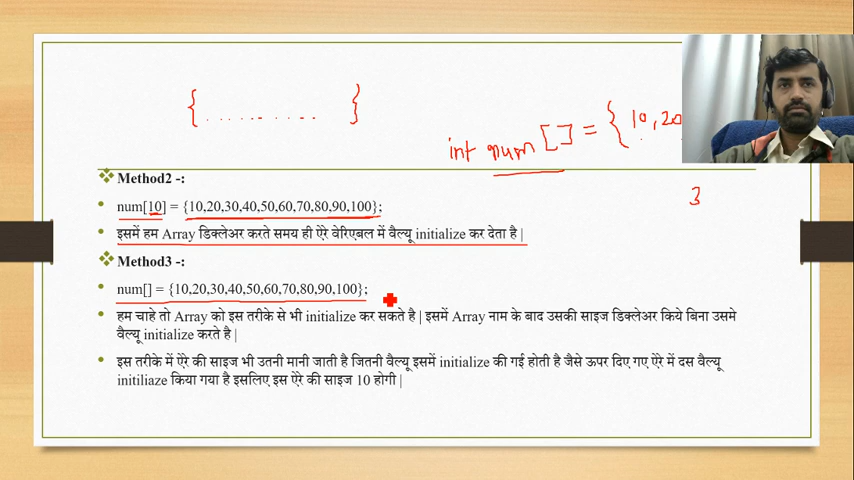 { . . . . . . . . . . }
int num [] = { 10, 20
3
Method2 -:
num[10] = {10,20,30,40,50,60,70,80,90,100};
इसमें हम Array डिक्लेअर करते समय ही ऐरे वेरिएबल में वैल्यू initialize कर देता है |
Method3 -:
num[] = {10,20,30,40,50,60,70,80,90,100};
हम चाहे तो Array को इस तरीके से भी initialize कर सकते है | इसमें Array नाम के बाद उसकी साइज डिक्लेअर किये बिना उसमे
वैल्यू initialize करते है |
इस तरीके में ऐरे की साइज भी उतनी मानी जाती है जितनी वैल्यू इसमें initialize की गई होती है जैसे ऊपर दिए गए ऐरे में दस वैल्यू
initiliaze किया गया है इसलिए इस ऐरे की साइज 10 होगी |